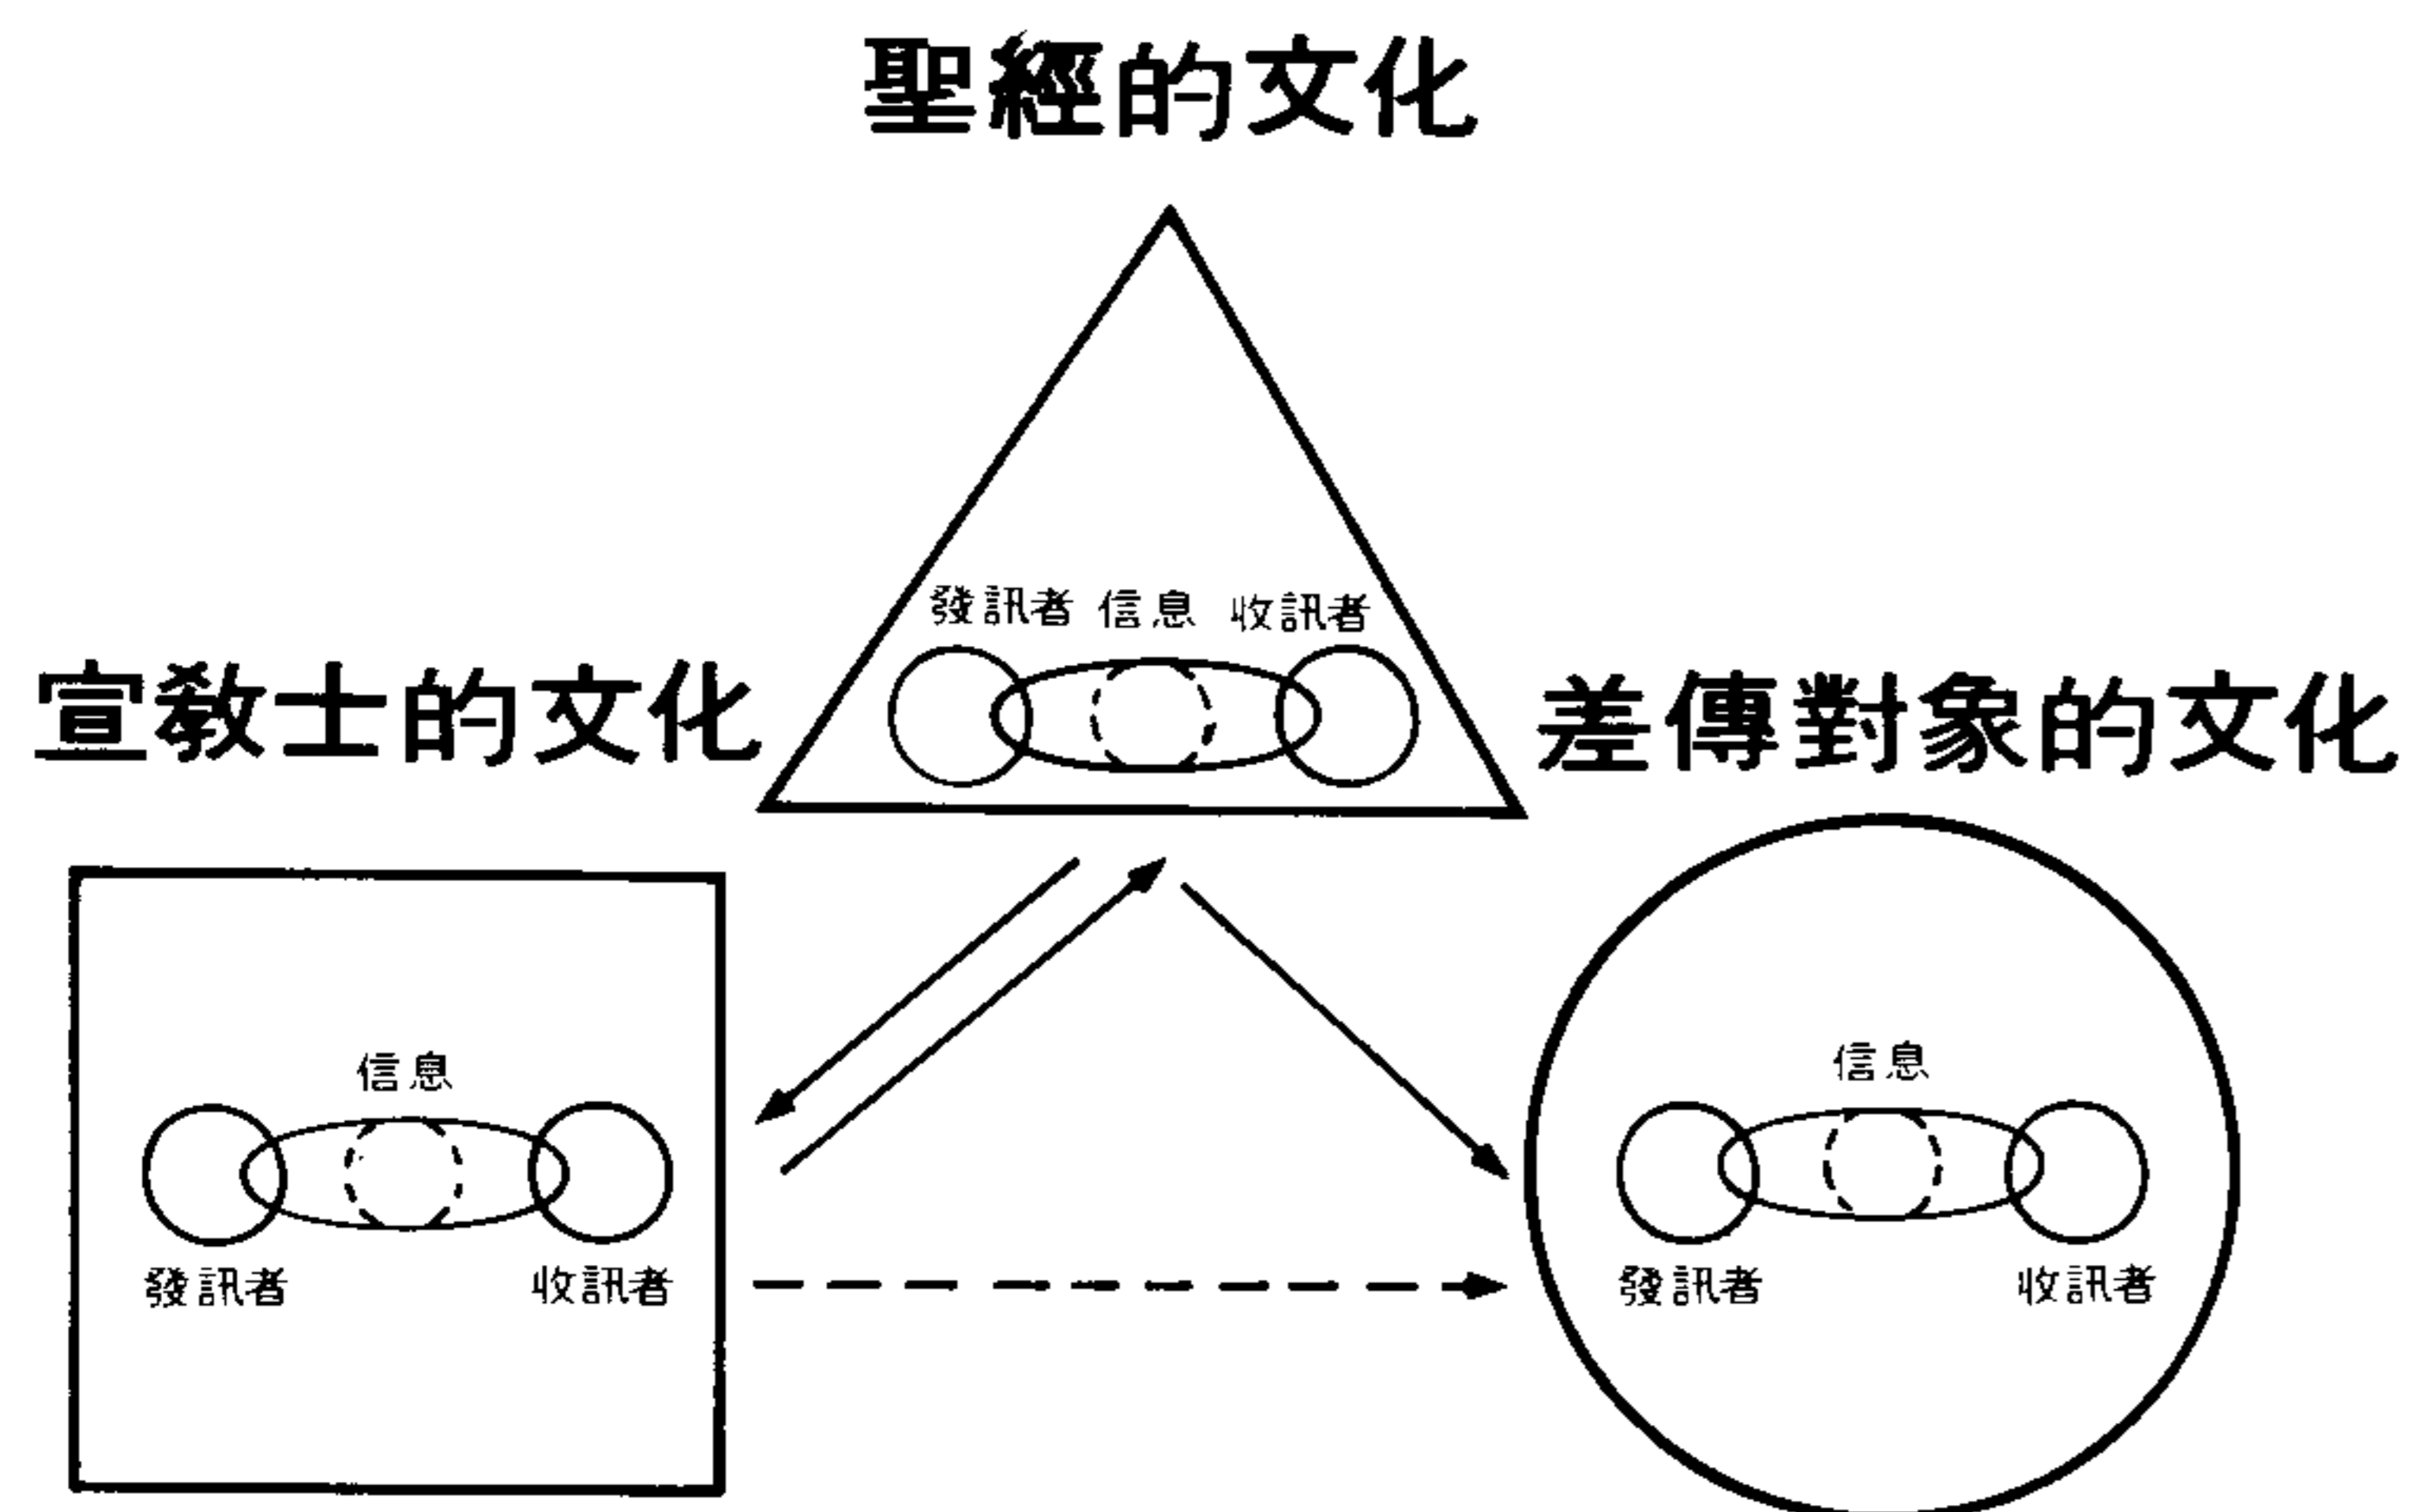 聖經的文化
發訊者 信息 收訊者
宣教士的文化
差傳對象的文化
信息
發訊者 收訊者
信息
發訊者 收訊者